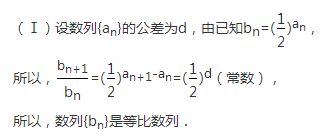 （Ⅰ）设数列{aₙ}的公差为d，由已知bₙ=(1/2)^{aₙ}，
所以，bₙ₊₁/bₙ=(1/2)^{aₙ₊₁-aₙ}=(1/2)^d（常数），
所以，数列{bₙ}是等比数列．